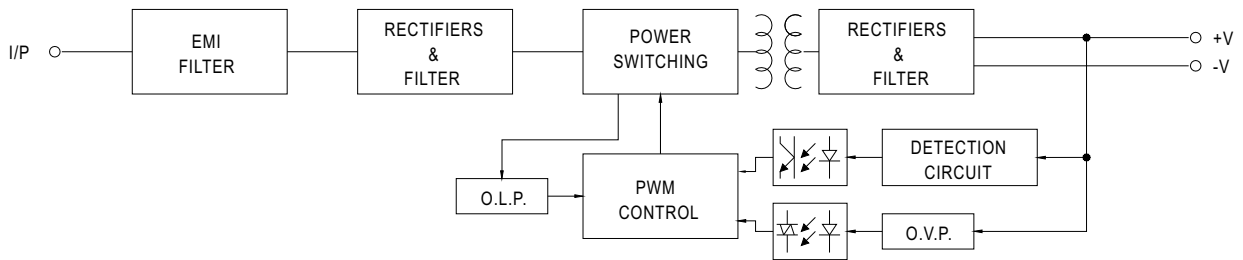 I/P
EMI
FILTER
RECTIFIERS
&
FILTER
POWER
SWITCHING
RECTIFIERS
&
FILTER
+V
-V
O.L.P.
PWM
CONTROL
DETECTION
CIRCUIT
O.V.P.